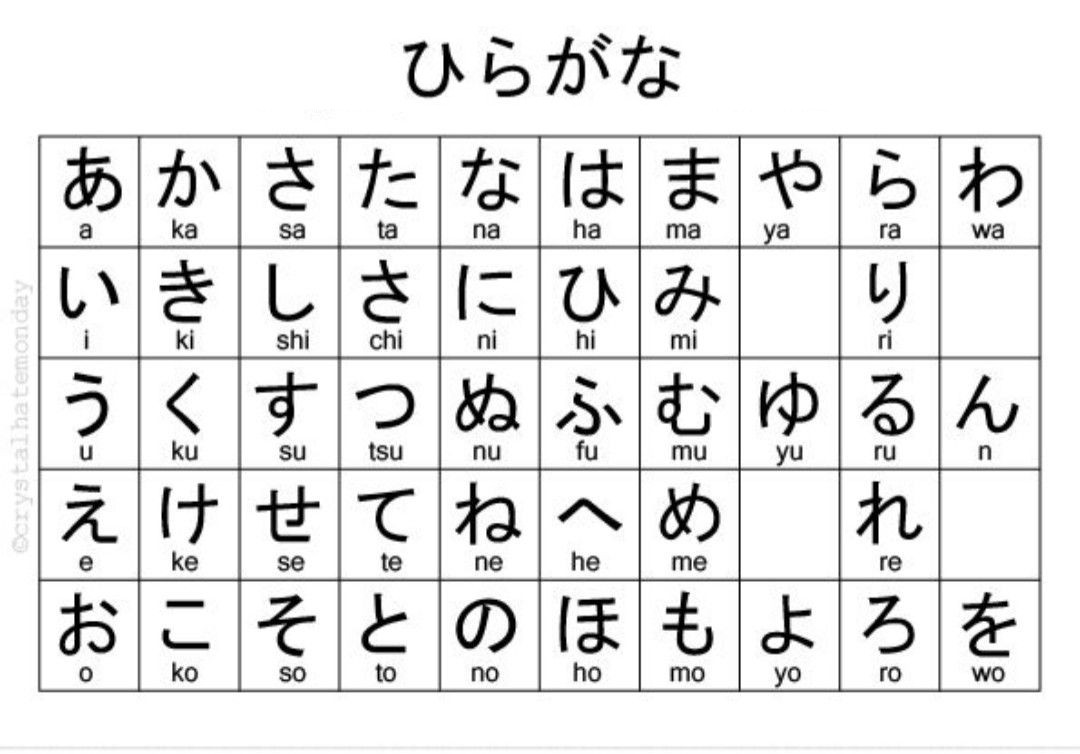 ひらがな
あ か さ た な は ま や ら わ
a ka sa ta na ha ma ya ra wa
い き し さ に ひ み り
i ki shi chi ni hi mi ri
う く す つ ぬ ふ む ゆ る ん
u ku su tsu nu fu mu yu ru n
え け せ て ね へ め れ
e ke se te ne he me re
お こ そ と の ほ も よ ろ を
o ko so to no ho mo yo ro wo
©crystalhatemonday